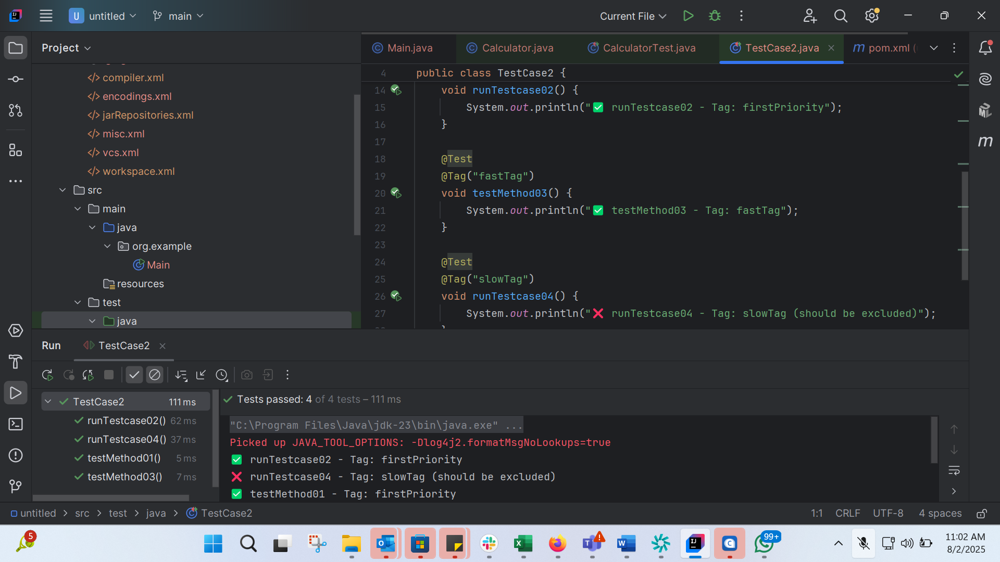 U untitled main Current File
Project
compiler.xml
encodings.xml
jarRepositories.xml
misc.xml
vcs.xml
workspace.xml
src
main
java
org.example
Main
resources
test
java
Main.java Calculator.java CalculatorTest.java TestCase2.java pom.xml
4 public class TestCase2 {
14 void runTestcase02() {
15 System.out.println("✅ runTestcase02 - Tag: firstPriority");
16 }
17
18 @Test
19 @Tag("fastTag")
20 void testMethod03() {
21 System.out.println("✅ testMethod03 - Tag: fastTag");
22 }
23
24 @Test
25 @Tag("slowTag")
26 void runTestcase04() {
27 System.out.println("❌ runTestcase04 - Tag: slowTag (should be excluded)");
Run TestCase2
TestCase2 111 ms
runTestcase02() 62 ms
runTestcase04() 37 ms
testMethod01() 5 ms
testMethod03() 7 ms
Tests passed: 4 of 4 tests – 111 ms
"C:\Program Files\Java\jdk-23\bin\java.exe" ...
Picked up JAVA_TOOL_OPTIONS: -Dlog4j2.formatMsgNoLookups=true
✅ runTestcase02 - Tag: firstPriority
❌ runTestcase04 - Tag: slowTag (should be excluded)
✅ testMethod01 - Tag: firstPriority
untitled > src > test > java > TestCase2 1:1 CRLF UTF-8 4 spaces
5
99+
11:02 AM
8/2/2025